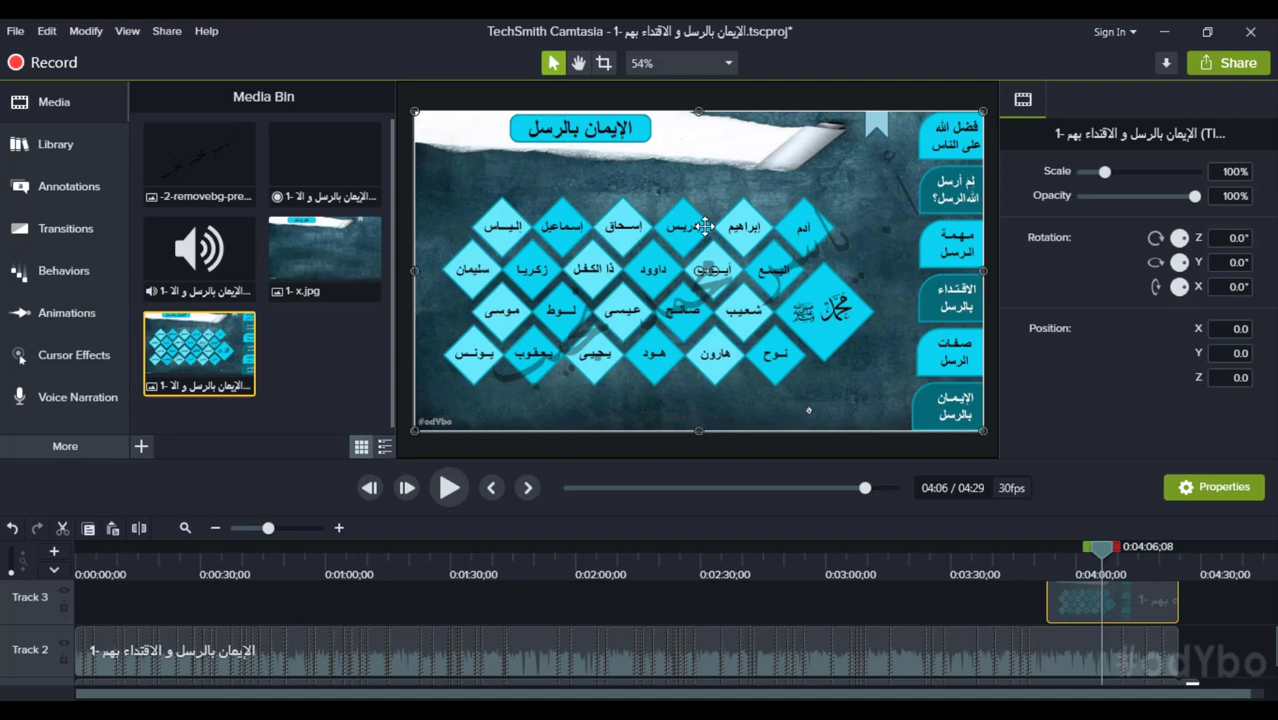 TechSmith Camtasia - 1- الإيمان بالرسل و الاقتداء بهم.tscproj*
File Edit Modify View Share Help
Sign In
Record
54%
Share
Media
Library
Annotations
Transitions
Behaviors
Animations
Cursor Effects
Voice Narration
More
Media Bin
-2-removebg-pre...
1- الإيمان بالرسل و الا...
1- الإيمان بالرسل و الا...
1- x.jpg
1- الإيمان بالرسل و الا...
الإيمان بالرسل
فضل الله
على الناس
لم أرسل
الله الرسل؟
مهمة
الرسل
الاقتداء
بالرسل
صفات
الرسل
الإيمان
بالرسل
آدم إبراهيم إدريس إسحاق إسماعيل إلياس
اليسع أيوب داوود ذا الكفل زكريا سليمان
محمد ﷺ
شعيب صالح عيسى لوط موسى
نوح هارون هود يحيى يعقوب يونس
#odYbo
1- الإيمان بالرسل و الاقتداء بهم (TI...
Scale 100%
Opacity 100%
Rotation: Z 0.0°
Y 0.0°
X 0.0°
Position: X 0.0
Y 0.0
Z 0.0
04:06 / 04:29 30fps
Properties
0:04:06;08
0:00:00;00 0:00:30;00 0:01:00;00 0:01:30;00 0:02:00;00 0:02:30;00 0:03:00;00 0:03:30;00 0:04:00;00 0:04:30;00
Track 3
Track 2
1- الإيمان بالرسل و الاقتداء بهم
#odYbo